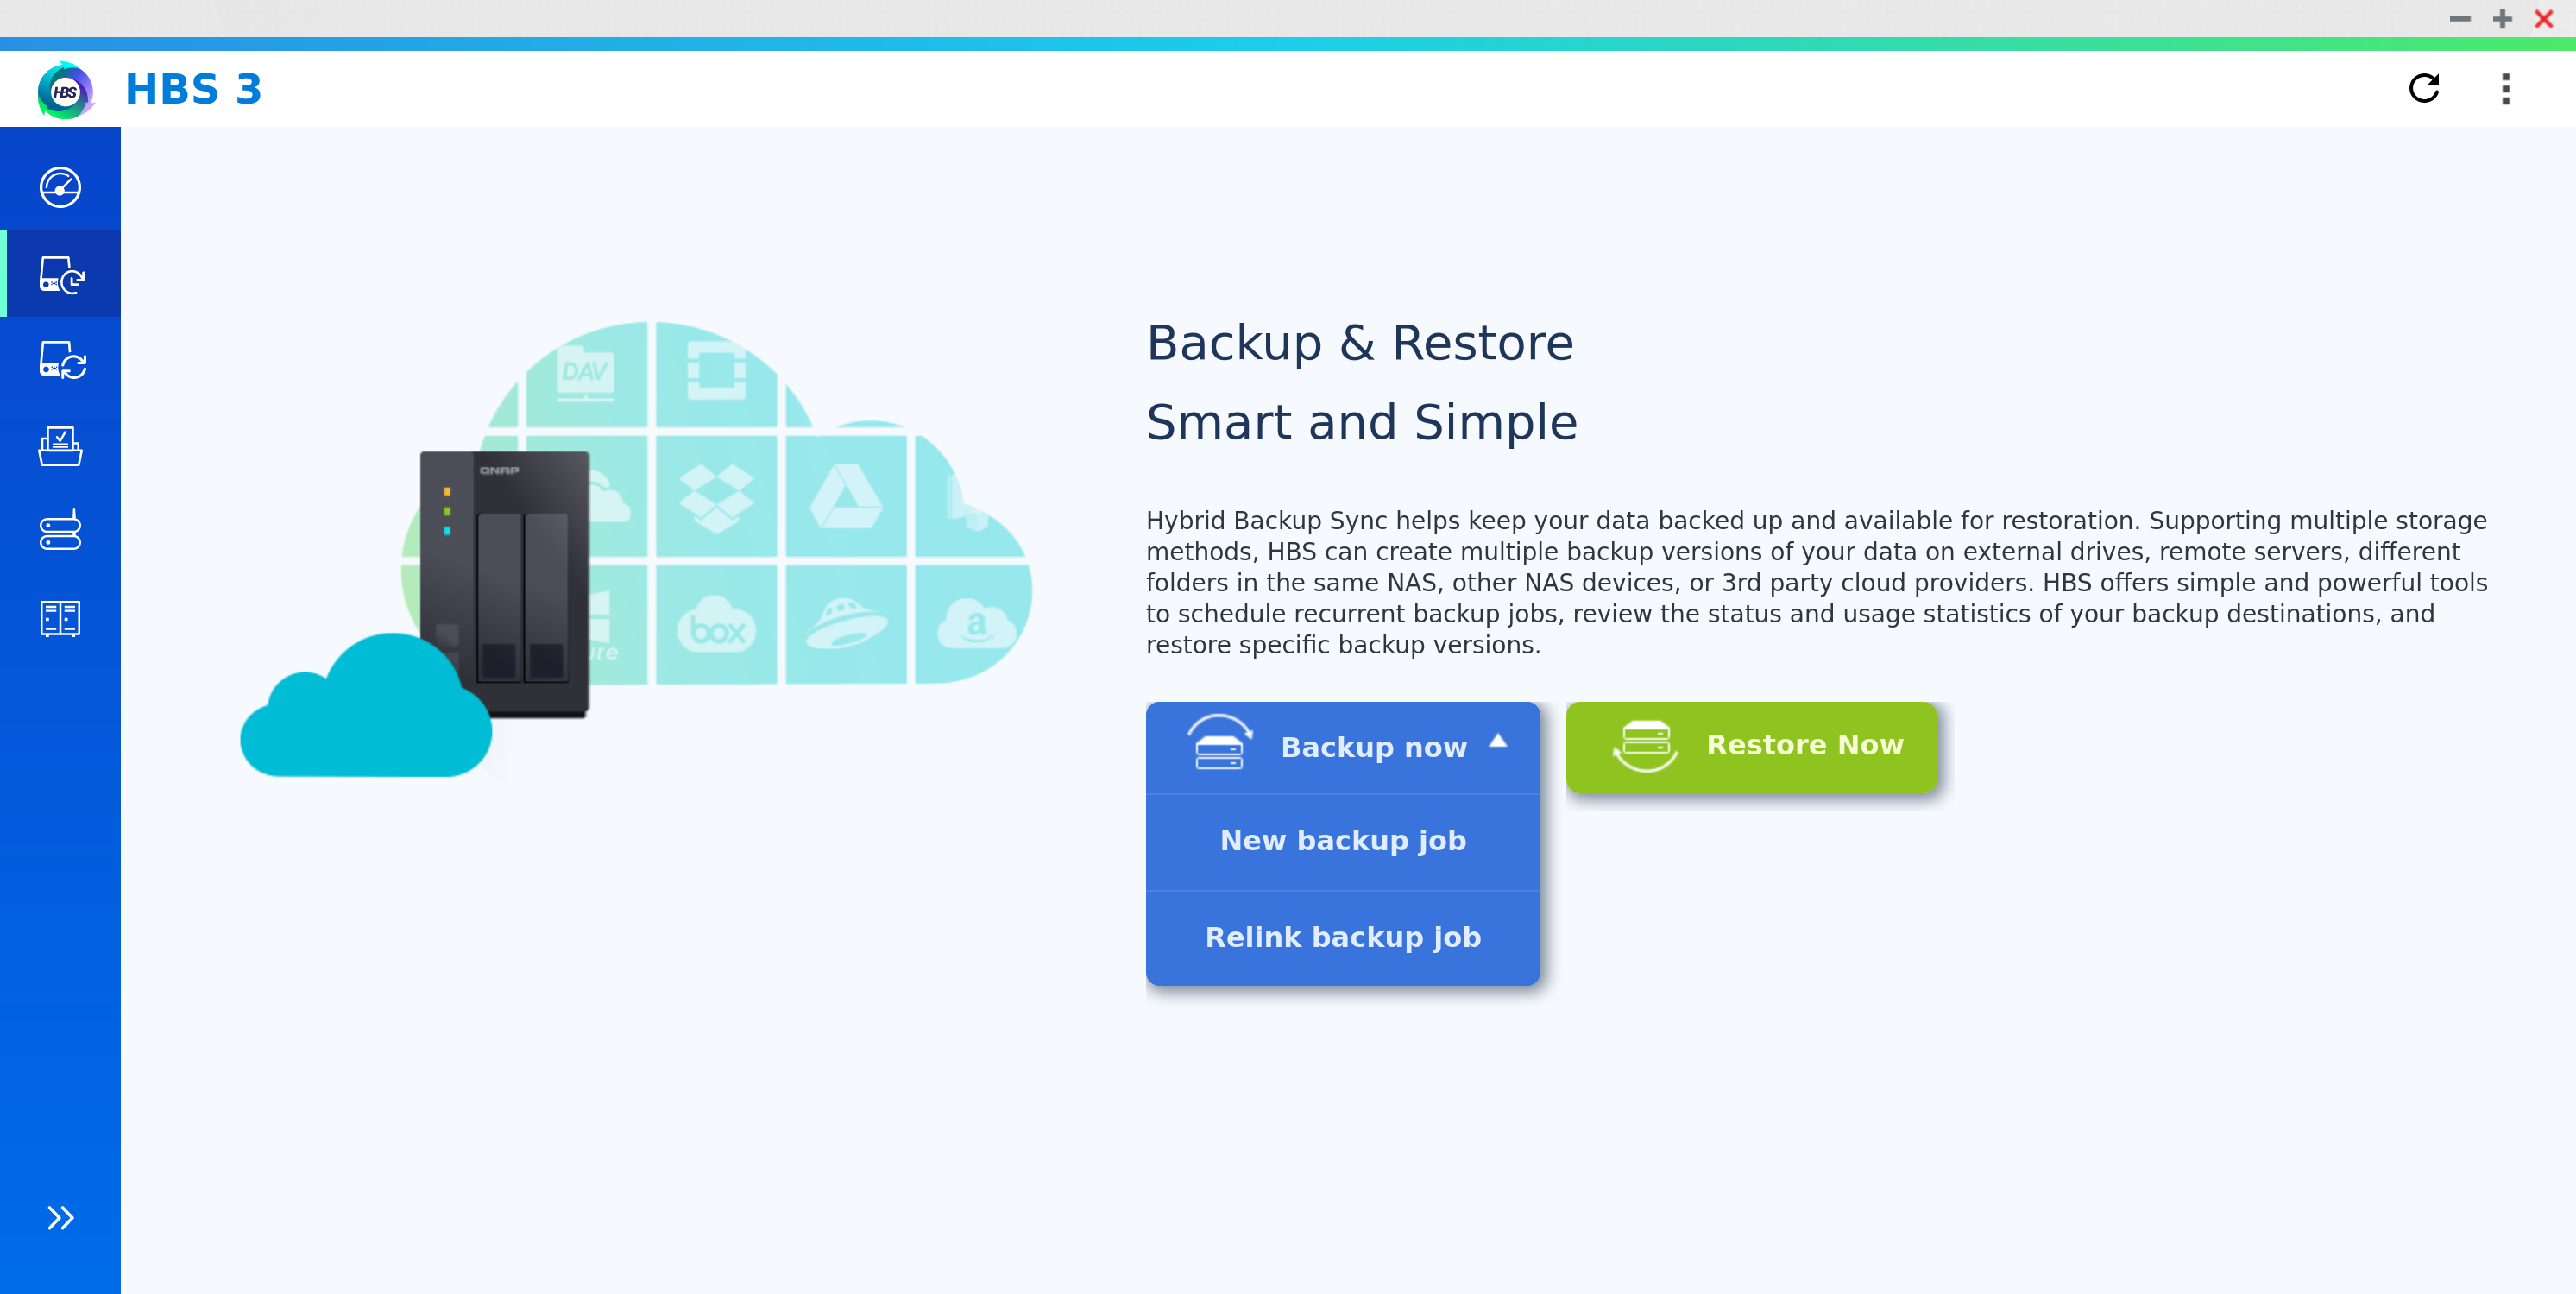 HBS
HBS 3
DAV
QNAP
box
a
Backup & Restore
Smart and Simple
Hybrid Backup Sync helps keep your data backed up and available for restoration. Supporting multiple storage
methods, HBS can create multiple backup versions of your data on external drives, remote servers, different
folders in the same NAS, other NAS devices, or 3rd party cloud providers. HBS offers simple and powerful tools
to schedule recurrent backup jobs, review the status and usage statistics of your backup destinations, and
restore specific backup versions.
Backup now
Restore Now
New backup job
Relink backup job